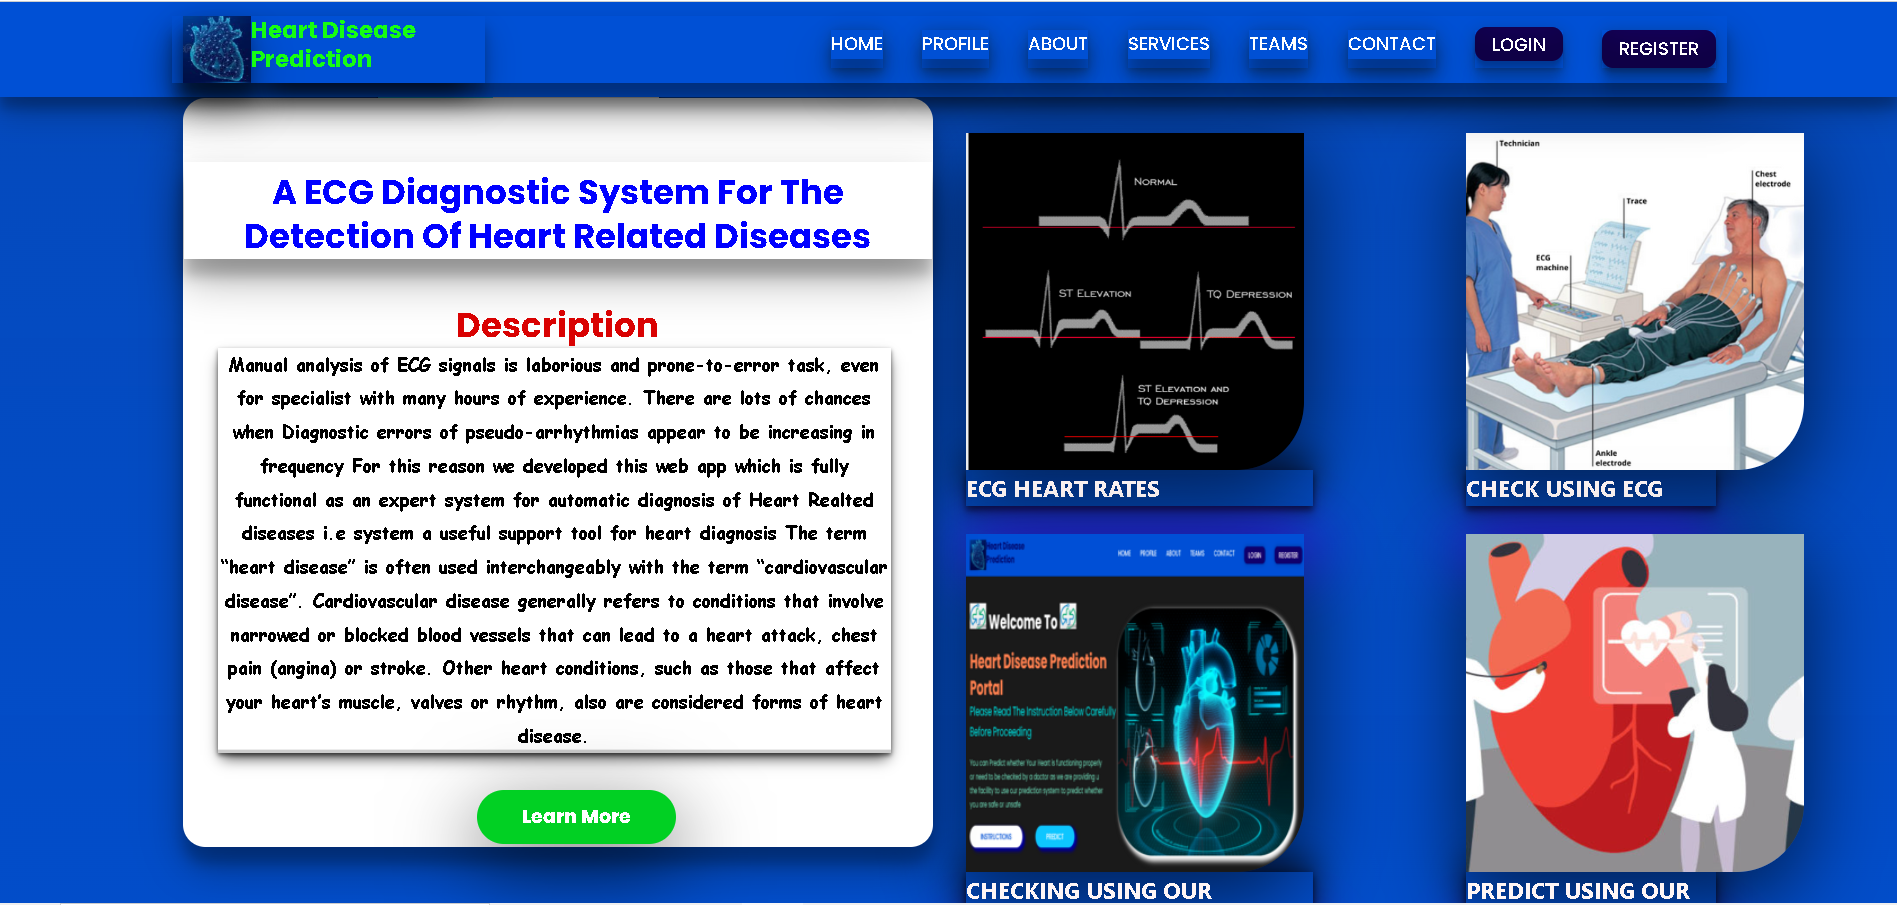 Heart Disease
Prediction
HOME
PROFILE
ABOUT
SERVICES
TEAMS
CONTACT
LOGIN
REGISTER
A ECG Diagnostic System For The
Detection Of Heart Related Diseases
Description
Manual analysis of ECG signals is laborious and prone-to-error task, even
for specialist with many hours of experience. There are lots of chances
when Diagnostic errors of pseudo-arrhythmias appear to be increasing in
frequency For this reason we developed this web app which is fully
functional as an expert system for automatic diagnosis of Heart Realted
diseases i.e system a useful support tool for heart diagnosis The term
“heart disease” is often used interchangeably with the term “cardiovascular
disease”. Cardiovascular disease generally refers to conditions that involve
narrowed or blocked blood vessels that can lead to a heart attack, chest
pain (angina) or stroke. Other heart conditions, such as those that affect
your heart’s muscle, valves or rhythm, also are considered forms of heart
disease.
Learn More
NORMAL
ST ELEVATION
TQ DEPRESSION
ST ELEVATION AND
TQ DEPRESSION
ECG HEART RATES
Technician
Chest
electrode
Trace
ECG
machine
Ankle
electrode
CHECK USING ECG
Heart Disease
Prediction
HOME
PROFILE
ABOUT
TEAMS
CONTACT
LOGIN
REGISTER
Welcome To
Heart Disease Prediction
Portal
Please Read The Instruction Below Carefully
Before Proceeding
You can Predict whether Your Heart is functioning properly
or need to be checked by a doctor as we are providing u
the facility to use our prediction system to predict whether
you are safe or unsafe
INSTRUCTIONS
PREDICT
CHECKING USING OUR
PREDICT USING OUR